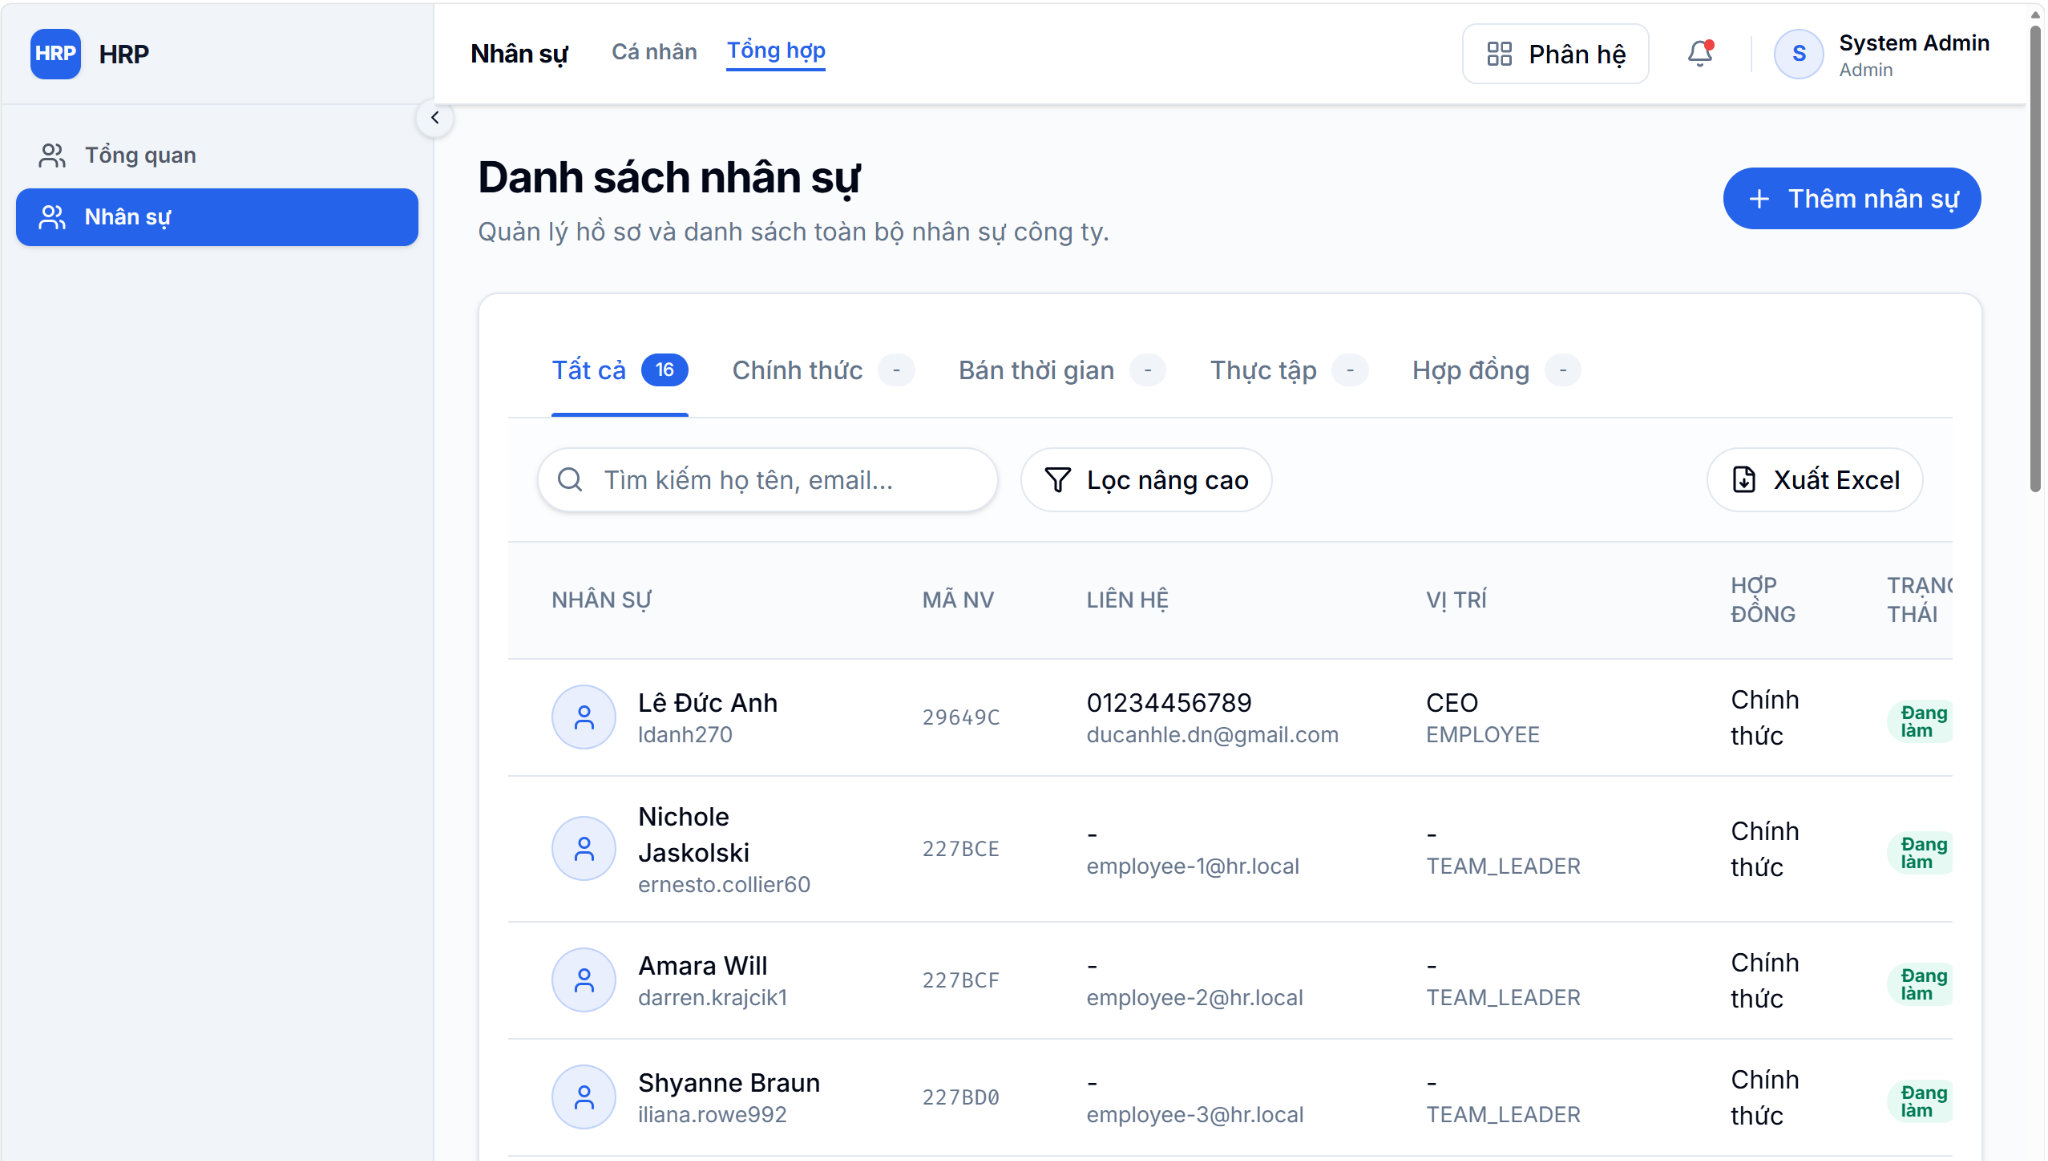 HRP
HRP
Nhân sự
Cá nhân
Tổng hợp
Phân hệ
S
System Admin
Admin
Tổng quan
Nhân sự
Danh sách nhân sự
Quản lý hồ sơ và danh sách toàn bộ nhân sự công ty.
+ Thêm nhân sự
Tất cả 16
Chính thức -
Bán thời gian -
Thực tập -
Hợp đồng -
Tìm kiếm họ tên, email...
Lọc nâng cao
Xuất Excel
NHÂN SỰ
MÃ NV
LIÊN HỆ
VỊ TRÍ
HỢP
ĐỒNG
TRẠNG
THÁI
Lê Đức Anh
ldanh270
29649C
01234456789
ducanhle.dn@gmail.com
CEO
EMPLOYEE
Chính
thức
Đang
làm
Nichole
Jaskolski
ernesto.collier60
227BCE
-
employee-1@hr.local
-
TEAM_LEADER
Chính
thức
Đang
làm
Amara Will
darren.krajcik1
227BCF
-
employee-2@hr.local
-
TEAM_LEADER
Chính
thức
Đang
làm
Shyanne Braun
iliana.rowe992
227BD0
-
employee-3@hr.local
-
TEAM_LEADER
Chính
thức
Đang
làm